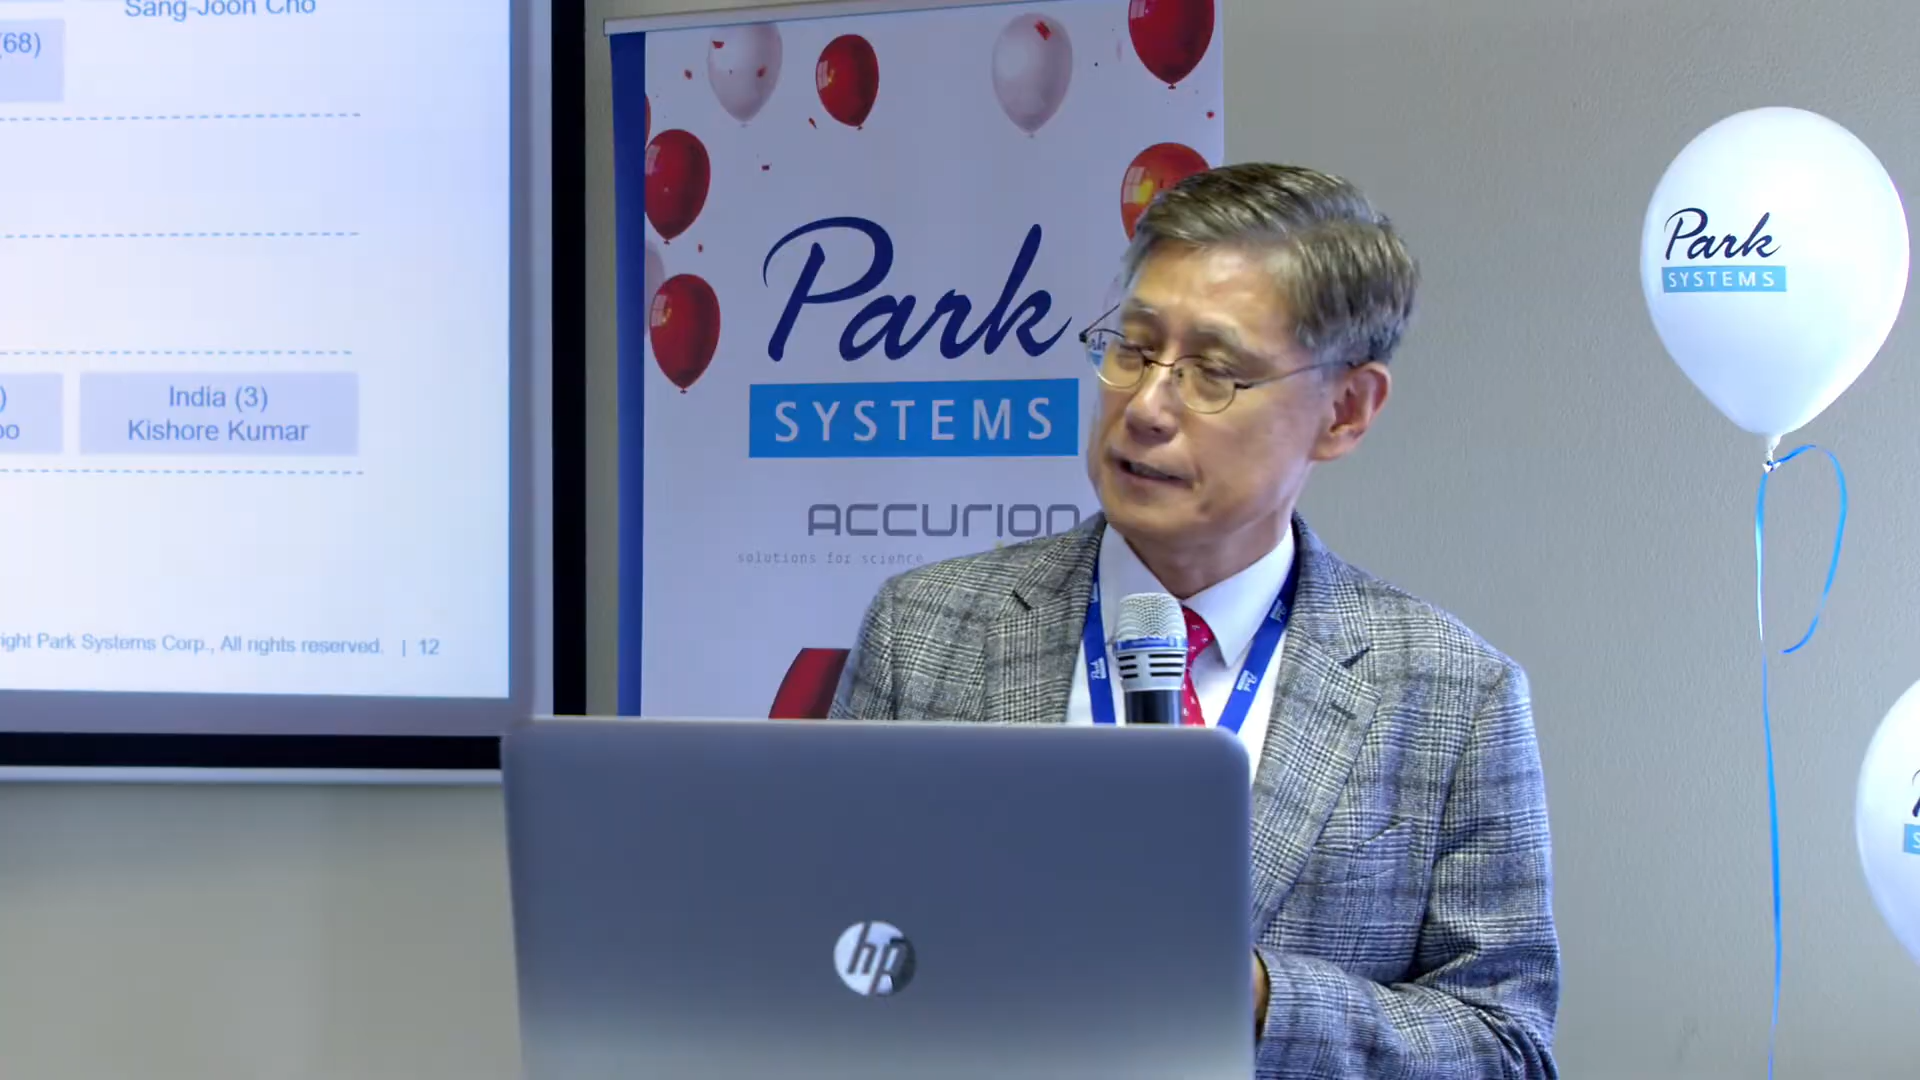 Sang-Joon Cho
(68)
India (3)
Kishore Kumar
Park Systems Corp., All rights reserved. | 12
Park
SYSTEMS
ACCURION
solutions for science
Park
SYSTEMS
hp